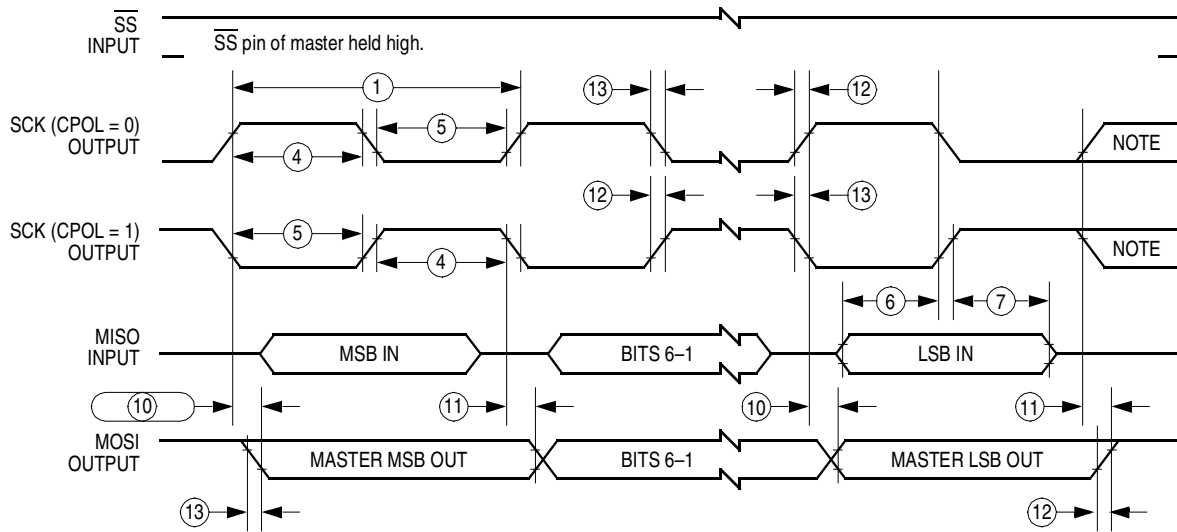 SS
INPUT
SS pin of master held high.
1
13
12
SCK (CPOL = 0)
OUTPUT
5
4
NOTE
12
13
SCK (CPOL = 1)
OUTPUT
5
4
NOTE
6
7
MISO
INPUT
MSB IN
BITS 6–1
LSB IN
10
11
10
11
MOSI
OUTPUT
MASTER MSB OUT
BITS 6–1
MASTER LSB OUT
13
12